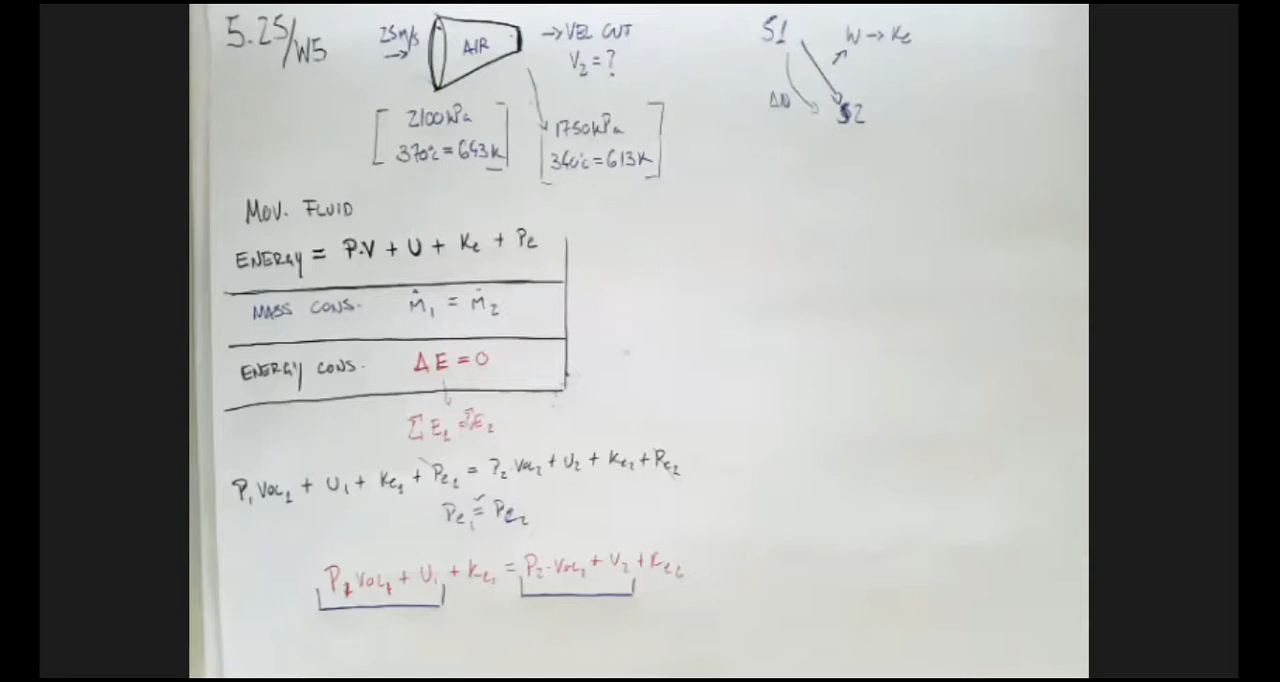 5.25/W5
25m/s
AIR
→ VEL OUT
V₂ = ?
2100kPa
370°C = 643K
1750kPa
340°C = 613K
S1
W → Ke
S2
MOV. FLUID
ENERGY = P.V + U + Ke + Pe
MASS CONS. ṁ₁ = ṁ₂
ENERGY CONS. ΔE = 0
ΣE₁ = ΣE₂
P₁ Vol₁ + U₁ + Ke₁ + Pe₁ = P₂.Vol₂ + U₂ + Ke₂ + Pe₂
Pe₁ = Pe₂
P₁ Vol₁ + U₁ + Ke₁ = P₂.Vol₂ + U₂ + Ke₂